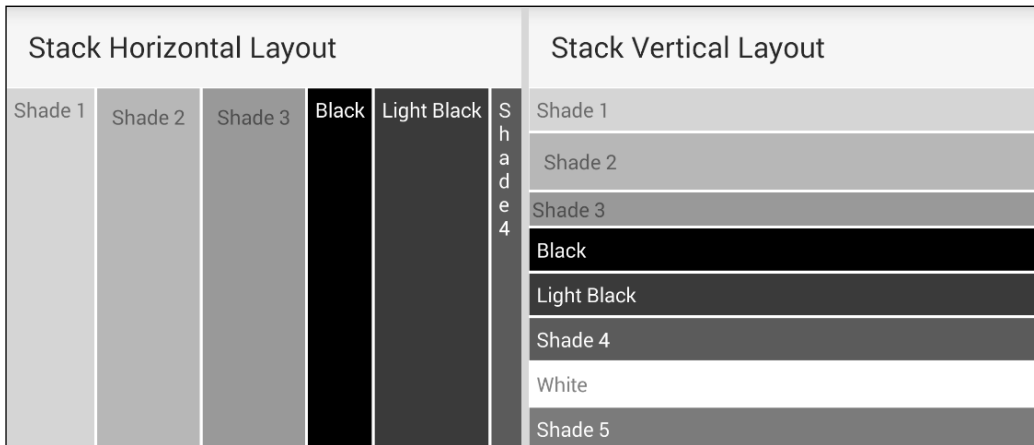 Stack Horizontal Layout
Shade 1
Shade 2
Shade 3
Black
Light Black
S
h
a
d
e
4
Stack Vertical Layout
Shade 1
Shade 2
Shade 3
Black
Light Black
Shade 4
White
Shade 5